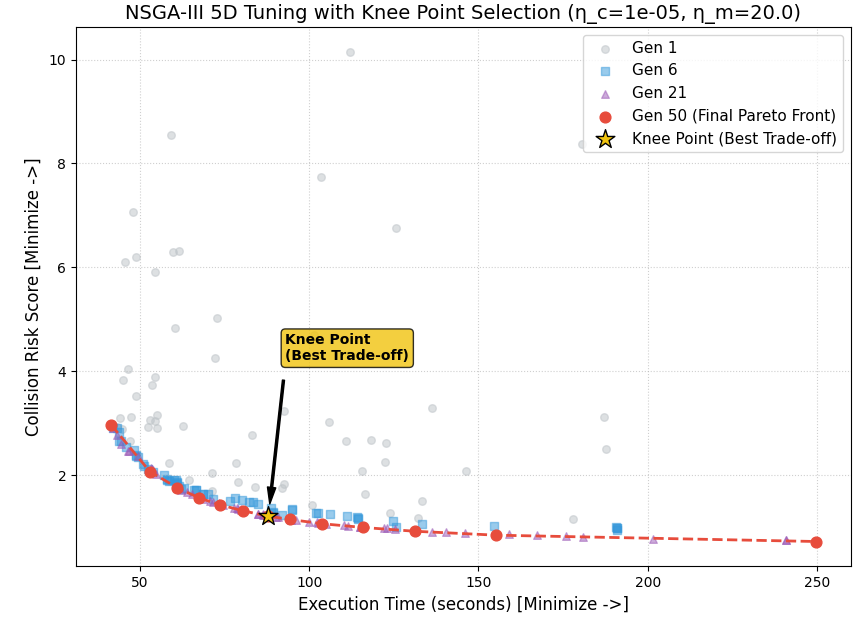 NSGA-III 5D Tuning with Knee Point Selection (η_c=1e-05, η_m=20.0)
Gen 1
Gen 6
Gen 21
Gen 50 (Final Pareto Front)
Knee Point (Best Trade-off)
Knee Point
(Best Trade-off)
Collision Risk Score [Minimize ->]
10
8
6
4
2
50
100
150
200
250
Execution Time (seconds) [Minimize ->]